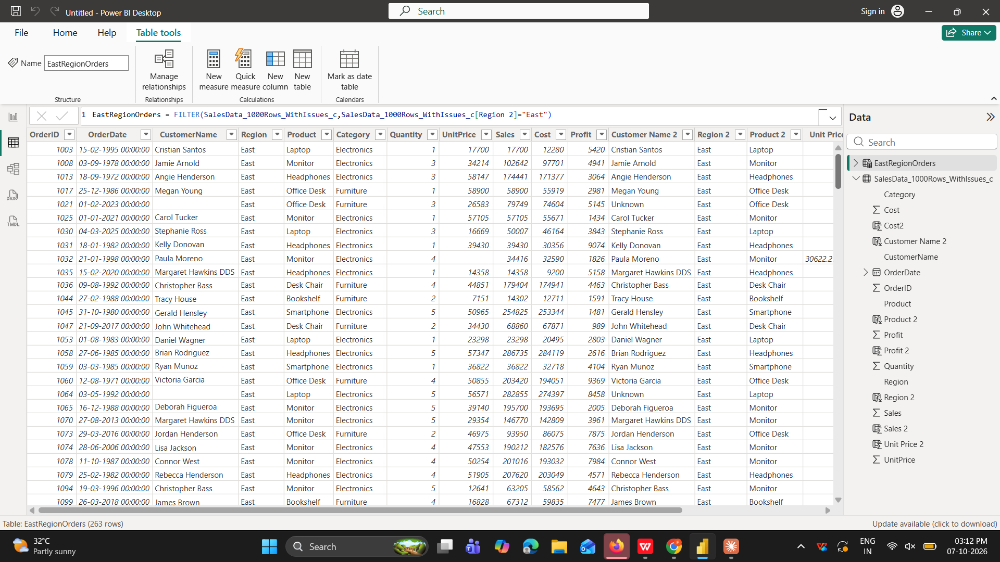 Untitled - Power BI Desktop
Search
Sign in
File Home Help Table tools
Share
Name EastRegionOrders
Manage relationships
New measure
Quick measure
New column
New table
Mark as date table
Structure Relationships Calculations Calendars
1 EastRegionOrders = FILTER(SalesData_1000Rows_WithIssues_c,SalesData_1000Rows_WithIssues_c[Region 2]="East")
OrderID OrderDate CustomerName Region Product Category Quantity UnitPrice Sales Cost Profit Customer Name 2 Region 2 Product 2 Unit Price
1003 15-02-1995 00:00:00 Cristian Santos East Laptop Electronics 1 17700 17700 12280 5420 Cristian Santos East Laptop
1008 03-09-1978 00:00:00 Jamie Arnold East Monitor Electronics 3 34214 102642 97701 4941 Jamie Arnold East Monitor
1013 18-09-1972 00:00:00 Angie Henderson East Headphones Electronics 3 58147 174441 171377 3064 Angie Henderson East Headphones
1017 25-12-1986 00:00:00 Megan Young East Office Desk Furniture 1 58900 58900 55919 2981 Megan Young East Office Desk
1021 01-02-2023 00:00:00 East Office Desk Furniture 3 26583 79749 74604 5145 Unknown East Office Desk
1025 01-01-2021 00:00:00 Carol Tucker East Monitor Electronics 1 57105 57105 55671 1434 Carol Tucker East Monitor
1030 04-03-2025 00:00:00 Stephanie Ross East Laptop Electronics 3 16669 50007 46164 3843 Stephanie Ross East Laptop
1031 18-01-1982 00:00:00 Kelly Donovan East Headphones Electronics 1 39430 39430 30356 9074 Kelly Donovan East Headphones
1032 21-01-1998 00:00:00 Paula Moreno East Monitor Electronics 4 34416 32590 1826 Paula Moreno East Monitor
1035 15-02-2020 00:00:00 Margaret Hawkins DDS East Headphones Electronics 1 14358 14358 9200 5158 Margaret Hawkins DDS East Headphones
1036 09-08-1992 00:00:00 Christopher Bass East Desk Chair Furniture 4 44851 179404 174941 4463 Christopher Bass East Desk Chair
1044 27-02-1988 00:00:00 Tracy House East Bookshelf Furniture 2 7151 14302 12711 1591 Tracy House East Bookshelf
1045 31-10-1980 00:00:00 Gerald Hensley East Smartphone Electronics 5 50965 254825 253344 1481 Gerald Hensley East Smartphone
1047 21-09-2017 00:00:00 John Whitehead East Desk Chair Furniture 2 34430 68860 67871 989 John Whitehead East Desk Chair
1053 01-08-1983 00:00:00 Daniel Wagner East Laptop Electronics 1 23298 23298 20495 2803 Daniel Wagner East Laptop
1058 27-06-1985 00:00:00 Brian Rodriguez East Headphones Electronics 5 57347 286735 284119 2616 Brian Rodriguez East Headphones
1059 03-03-1985 00:00:00 Ryan Munoz East Smartphone Electronics 1 36822 36822 32718 4104 Ryan Munoz East Smartphone
1060 12-08-1971 00:00:00 Victoria Garcia East Office Desk Furniture 4 50855 203420 194051 9369 Victoria Garcia East Office Desk
1064 03-05-1992 00:00:00 East Laptop Electronics 5 56571 282855 274397 8458 Unknown East Laptop
1065 16-12-1988 00:00:00 Deborah Figueroa East Monitor Electronics 5 39140 195700 193695 2005 Deborah Figueroa East Monitor
1070 27-08-2013 00:00:00 Margaret Hawkins DDS East Monitor Electronics 5 29354 146770 142809 3961 Margaret Hawkins DDS East Monitor
1073 29-03-2016 00:00:00 Jordan Henderson East Office Desk Furniture 2 46975 93950 86075 7875 Jordan Henderson East Office Desk
1074 28-06-2006 00:00:00 Lisa Jackson East Monitor Electronics 4 47553 190212 182576 7636 Lisa Jackson East Monitor
1078 11-10-1987 00:00:00 Connor West East Monitor Electronics 4 50254 201016 193032 7984 Connor West East Monitor
1079 25-02-1982 00:00:00 Rebecca Henderson East Headphones Electronics 4 51905 207620 203049 4571 Rebecca Henderson East Headphones
1094 19-03-1996 00:00:00 Christopher Bass East Monitor Electronics 5 12641 63205 58562 4643 Christopher Bass East Monitor
1099 26-03-2018 00:00:00 James Brown East Bookshelf Furniture 4 16828 67312 59835 7477 James Brown East Bookshelf
Data
Search
EastRegionOrders
SalesData_1000Rows_WithIssues_c
Category
Cost
Cost2
Customer Name 2
CustomerName
OrderDate
OrderID
Product
Product 2
Profit
Profit 2
Quantity
Region
Region 2
Sales
Sales 2
Unit Price 2
UnitPrice
DAX
TMDL
Table: EastRegionOrders (263 rows)
Update available (click to download)
32°C
Partly sunny
Search
ENG
IN
03:12 PM
07-10-2026